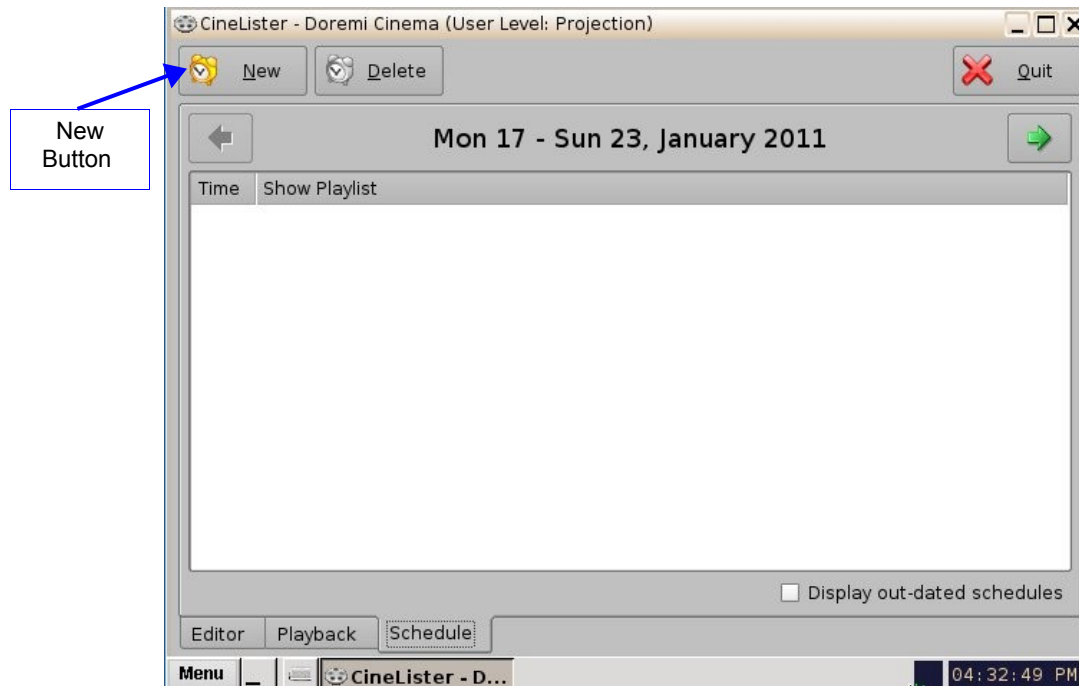 CineLister - Doremi Cinema (User Level: Projection)
New
Delete
Quit
New
Button
Mon 17 - Sun 23, January 2011
Time
Show Playlist
Display out-dated schedules
Editor
Playback
Schedule
Menu
CineLister - D...
04:32:49 PM